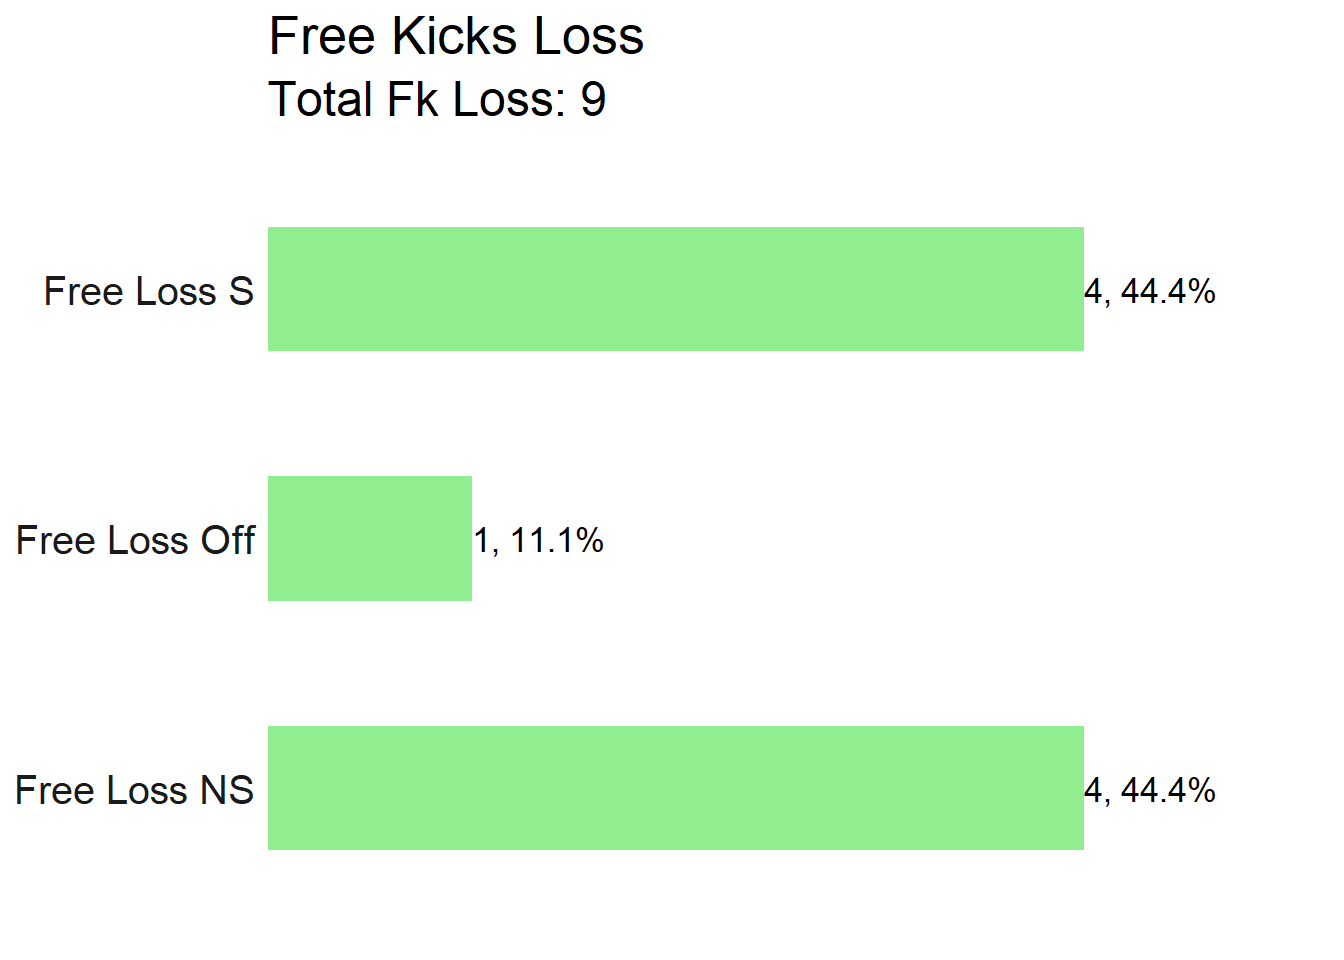 Free Kicks Loss
Total Fk Loss: 9
Free Loss S
4, 44.4%
Free Loss Off
1, 11.1%
Free Loss NS
4, 44.4%